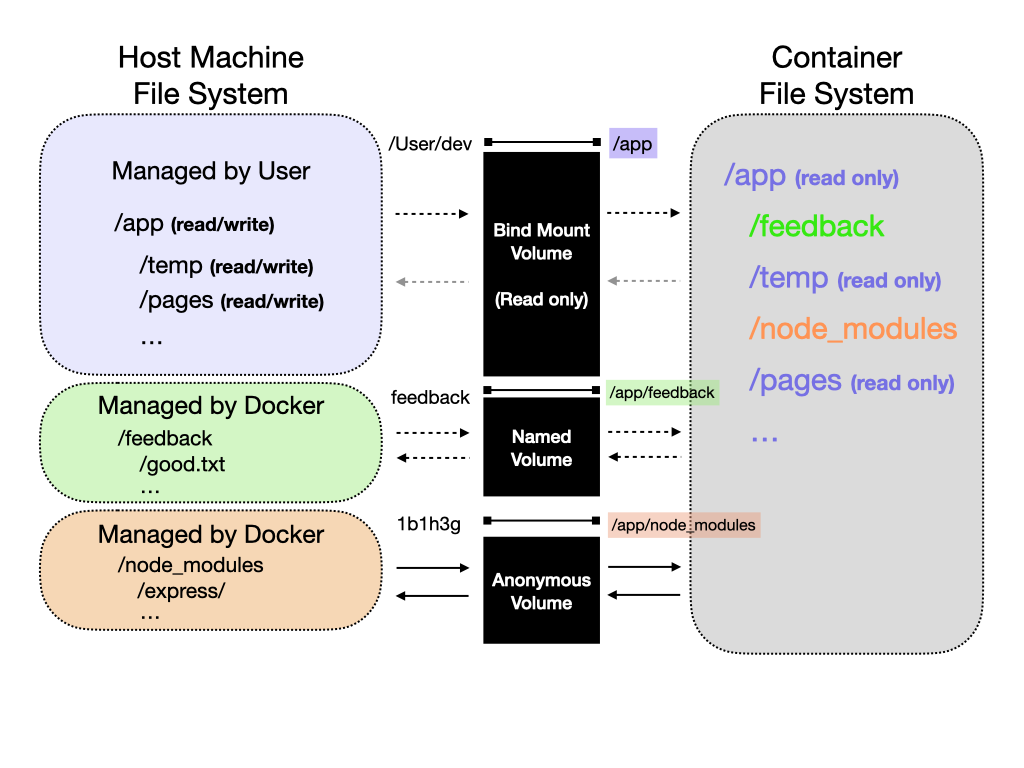 Host Machine
File System
Container
File System
/User/dev
/app
Managed by User
/app (read/write)
/temp (read/write)
/pages (read/write)
...
Bind Mount
Volume
(Read only)
/app (read only)
/feedback
/temp (read only)
/node_modules
/pages (read only)
...
Managed by Docker
/feedback
/good.txt
...
feedback
/app/feedback
Named
Volume
Managed by Docker
/node_modules
/express/
...
1b1h3g
/app/node_modules
Anonymous
Volume